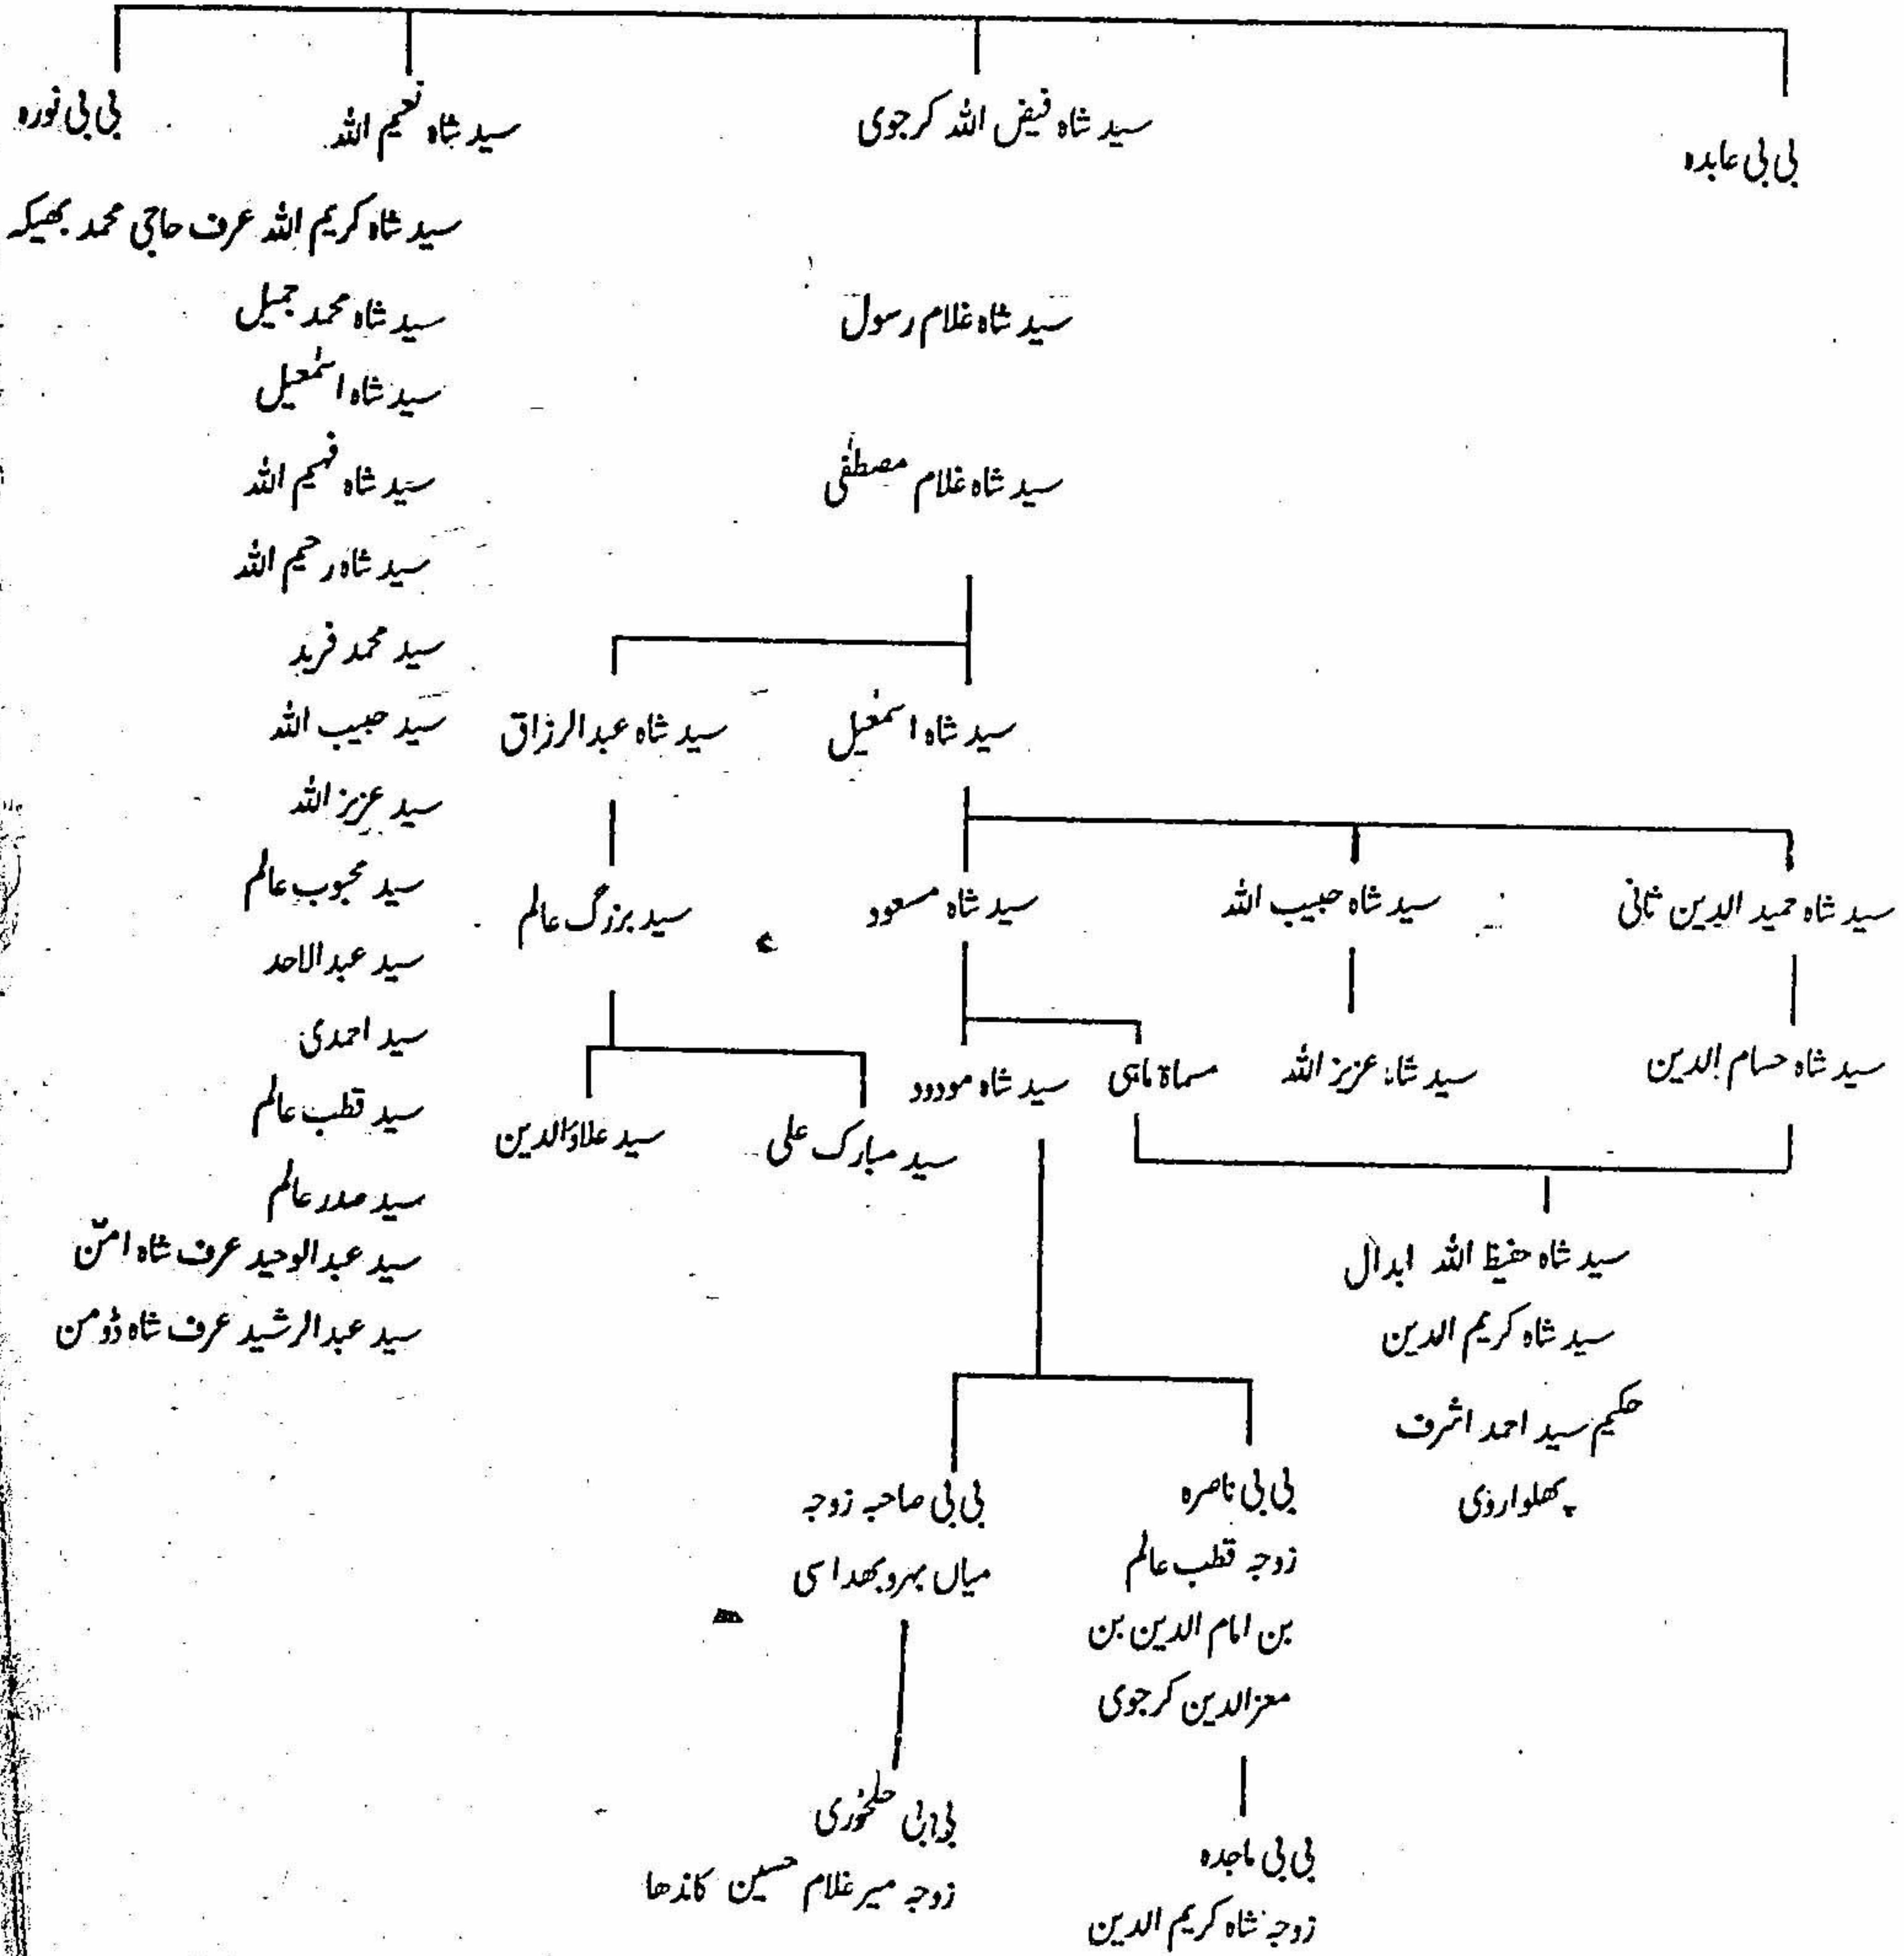 بی بی عابدہ
سید شاہ فیض اللہ کرجوی
سید شاہ نعیم اللہ
بی بی نورہ
سید شاہ کریم اللہ عرف حاجی محمد بھیکہ
سید شاہ غلام رسول
سید شاہ محمد جمیل
سید شاہ اسمٰعیل
سید شاہ غلام مصطفٰی
سید شاہ فہیم اللہ
سید شاہ رحیم اللہ
سید محمد فرید
سید شاہ اسمٰعیل
سید شاہ عبدالرزاق
سید حبیب اللہ
سید عزیز اللہ
سید محبوب عالم
سید شاہ حمید الدین ثانی
سید شاہ حبیب اللہ
سید شاہ مسعود
سید بزرگ عالم
سید عبدالاحد
سید احمدی
سید شاہ حسام الدین
سید شاہ عزیز اللہ
مسماۃ ماہی
سید شاہ مودود
سید قطب عالم
سید مبارک علی
سید علاؤالدین
سید صدر عالم
سید شاہ حفیظ اللہ ابدال
سید عبدالوحید عرف شاہ امّن
سید شاہ کریم الدین
سید عبدالرشید عرف شاہ ڈومن
حکیم سید احمد اشرف
پھلواروی
بی بی ناصرہ
زوجہ قطب عالم
بن امام الدین بن
معزالدین کرجوی
بی بی صاحبہ زوجہ
میاں بہرو بھداسی
بی بی ماجدہ
زوجہ شاہ کریم الدین
بی بی
زوجہ میر غلام حسین کاندھا